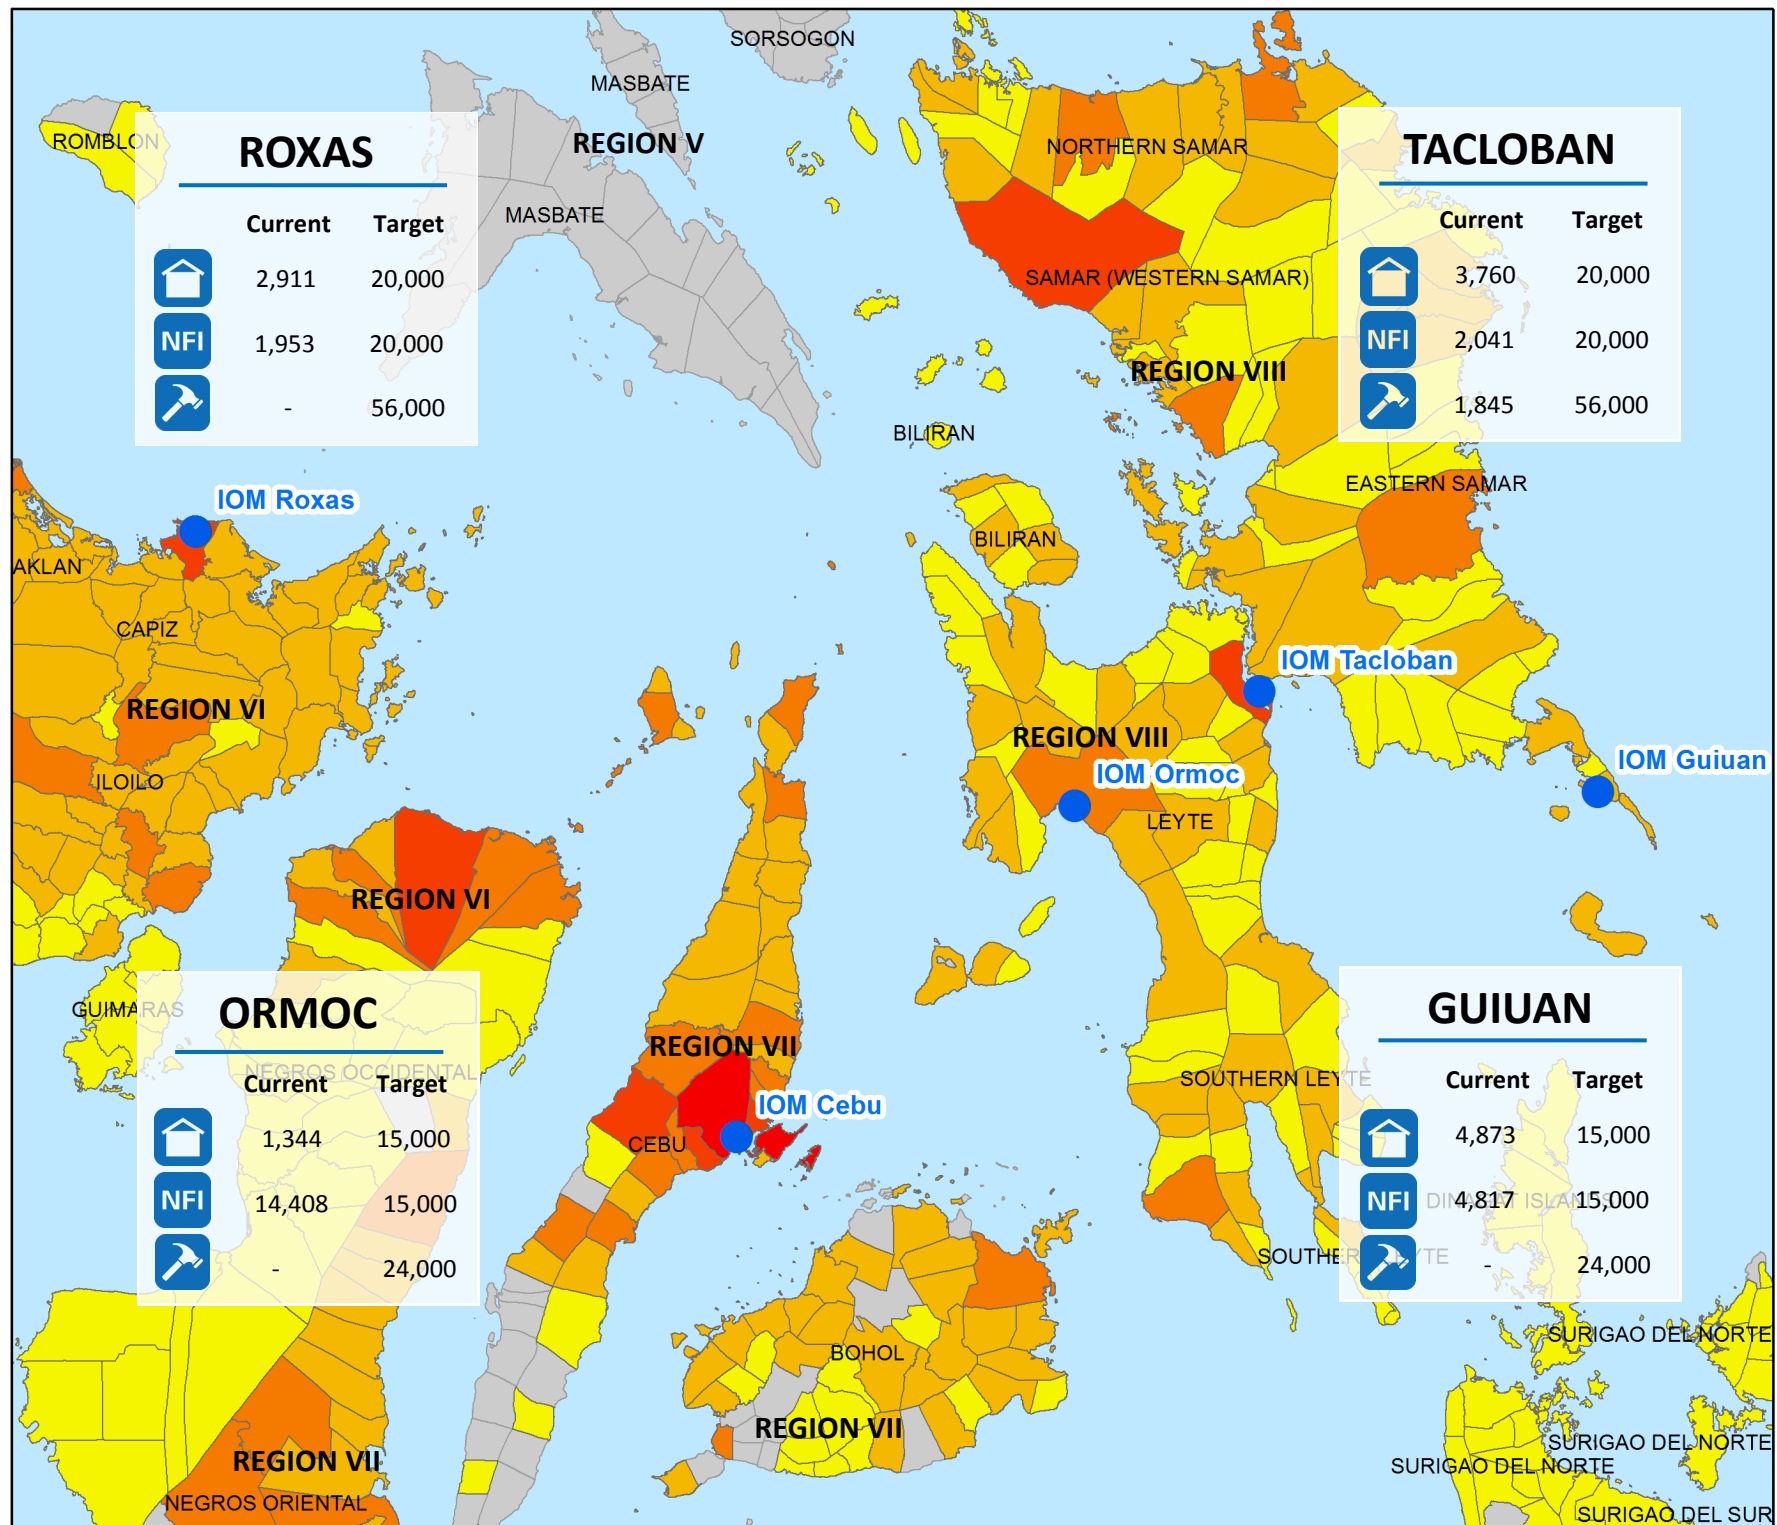 SORSOGON
MASBATE
REGION V
MASBATE
ROMBLON
ROXAS
Current Target
2,911 20,000
NFI 1,953 20,000
- 56,000
NORTHERN SAMAR
SAMAR (WESTERN SAMAR)
REGION VIII
BILIRAN
TACLOBAN
Current Target
3,760 20,000
NFI 2,041 20,000
1,845 56,000
EASTERN SAMAR
IOM Roxas
AKLAN
BILIRAN
CAPIZ
IOM Tacloban
REGION VI
REGION VIII
IOM Ormoc
IOM Guiuan
ILOILO
LEYTE
REGION VI
GUIMARAS
ORMOC
NEGROS OCCIDENTAL
Current Target
1,344 15,000
NFI 14,408 15,000
- 24,000
REGION VII
IOM Cebu
CEBU
SOUTHERN LEYTE
GUIUAN
Current Target
4,873 15,000
NFI 4,817 15,000
- 24,000
DINAGAT ISLANDS
SOUTHERN LEYTE
SURIGAO DEL NORTE
BOHOL
REGION VII
SURIGAO DEL NORTE
SURIGAO DEL NORTE
REGION VII
NEGROS ORIENTAL
SURIGAO DEL SUR